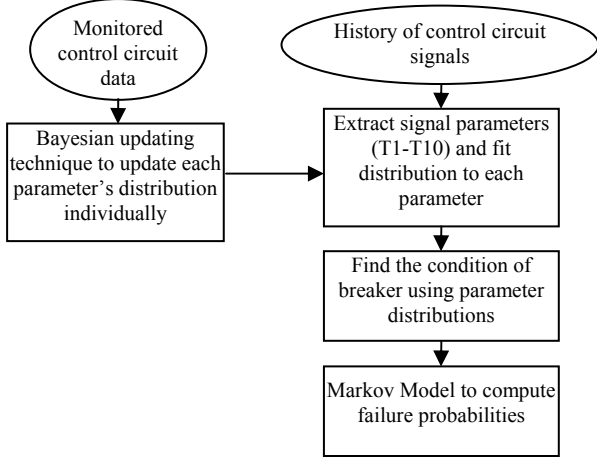 Monitored
control circuit
data
History of control circuit
signals
Bayesian updating
technique to update each
parameter’s distribution
individually
Extract signal parameters
(T1-T10) and fit
distribution to each
parameter
Find the condition of
breaker using parameter
distributions
Markov Model to compute
failure probabilities